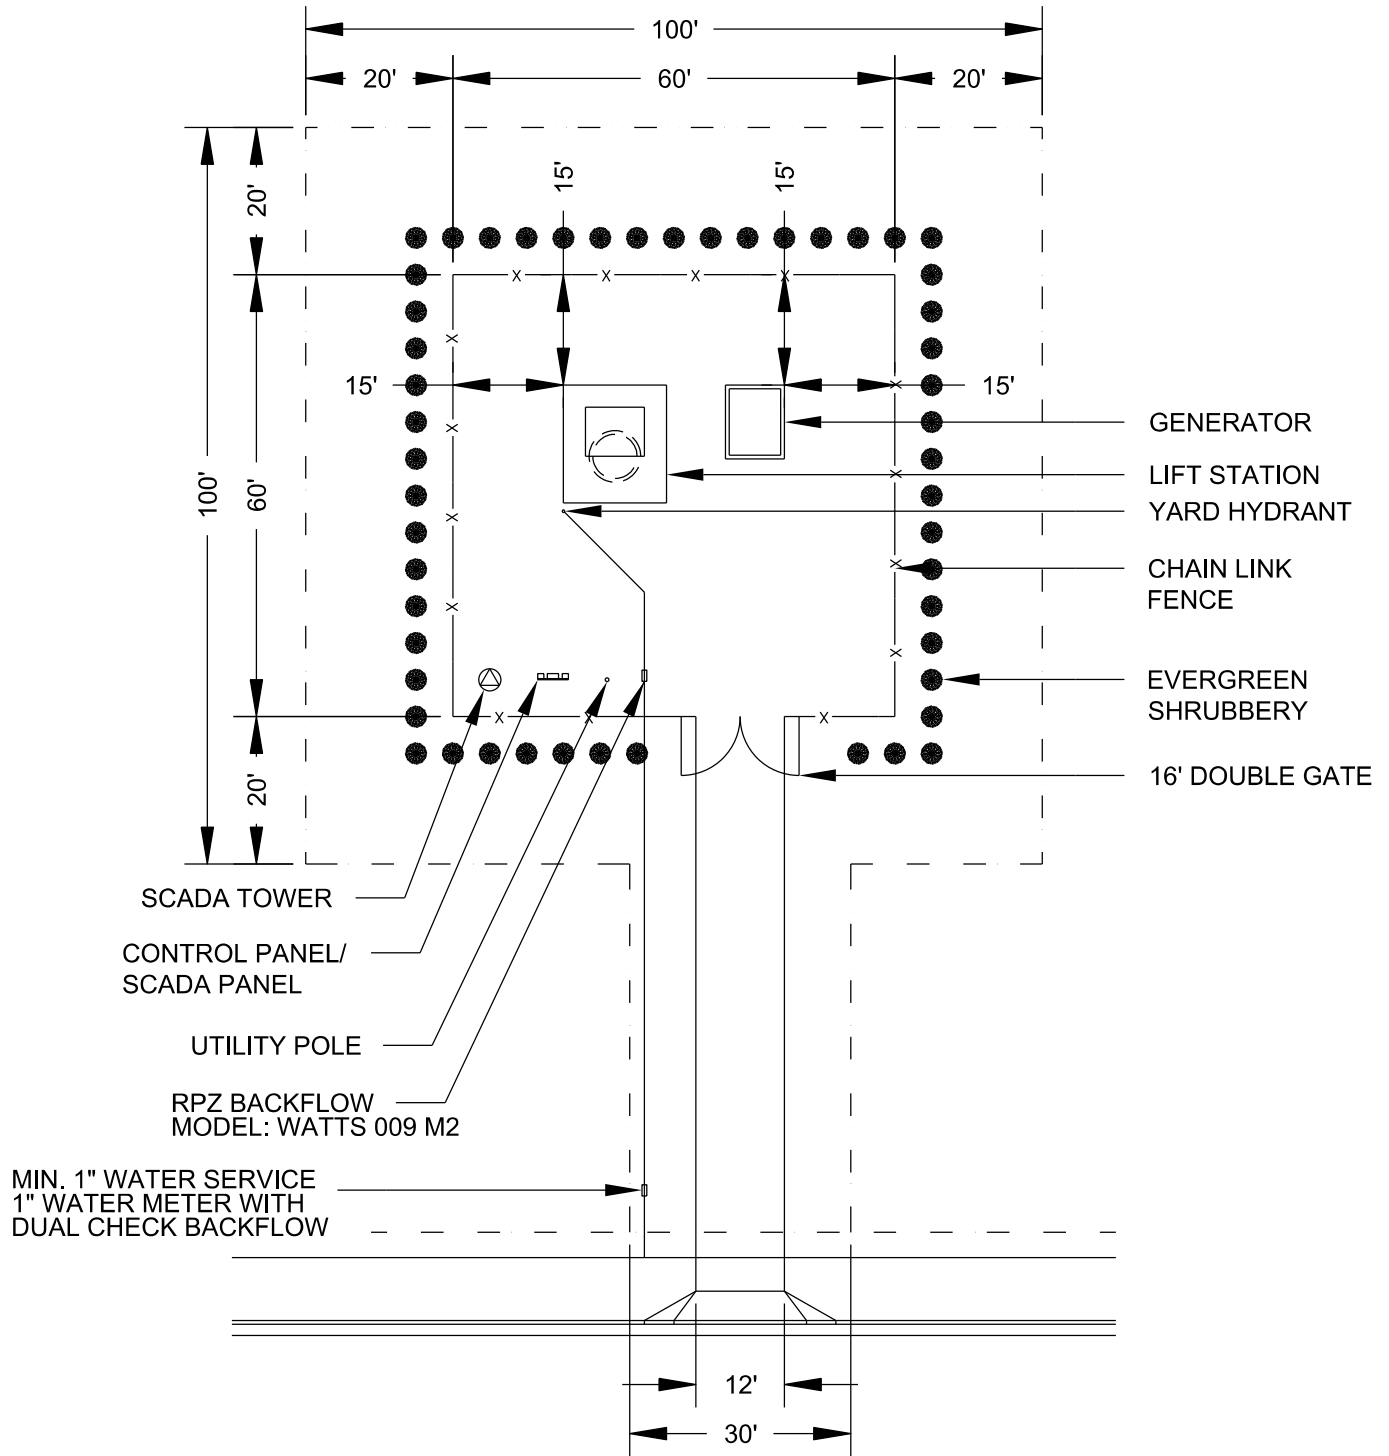 100'
20'
60'
20'
15'
15'
20'
15'
15'
100'
60'
GENERATOR
LIFT STATION
YARD HYDRANT
CHAIN LINK
FENCE
EVERGREEN
SHRUBBERY
16' DOUBLE GATE
20'
SCADA TOWER
CONTROL PANEL/
SCADA PANEL
UTILITY POLE
RPZ BACKFLOW
MODEL: WATTS 009 M2
MIN. 1" WATER SERVICE
1" WATER METER WITH
DUAL CHECK BACKFLOW
12'
30'